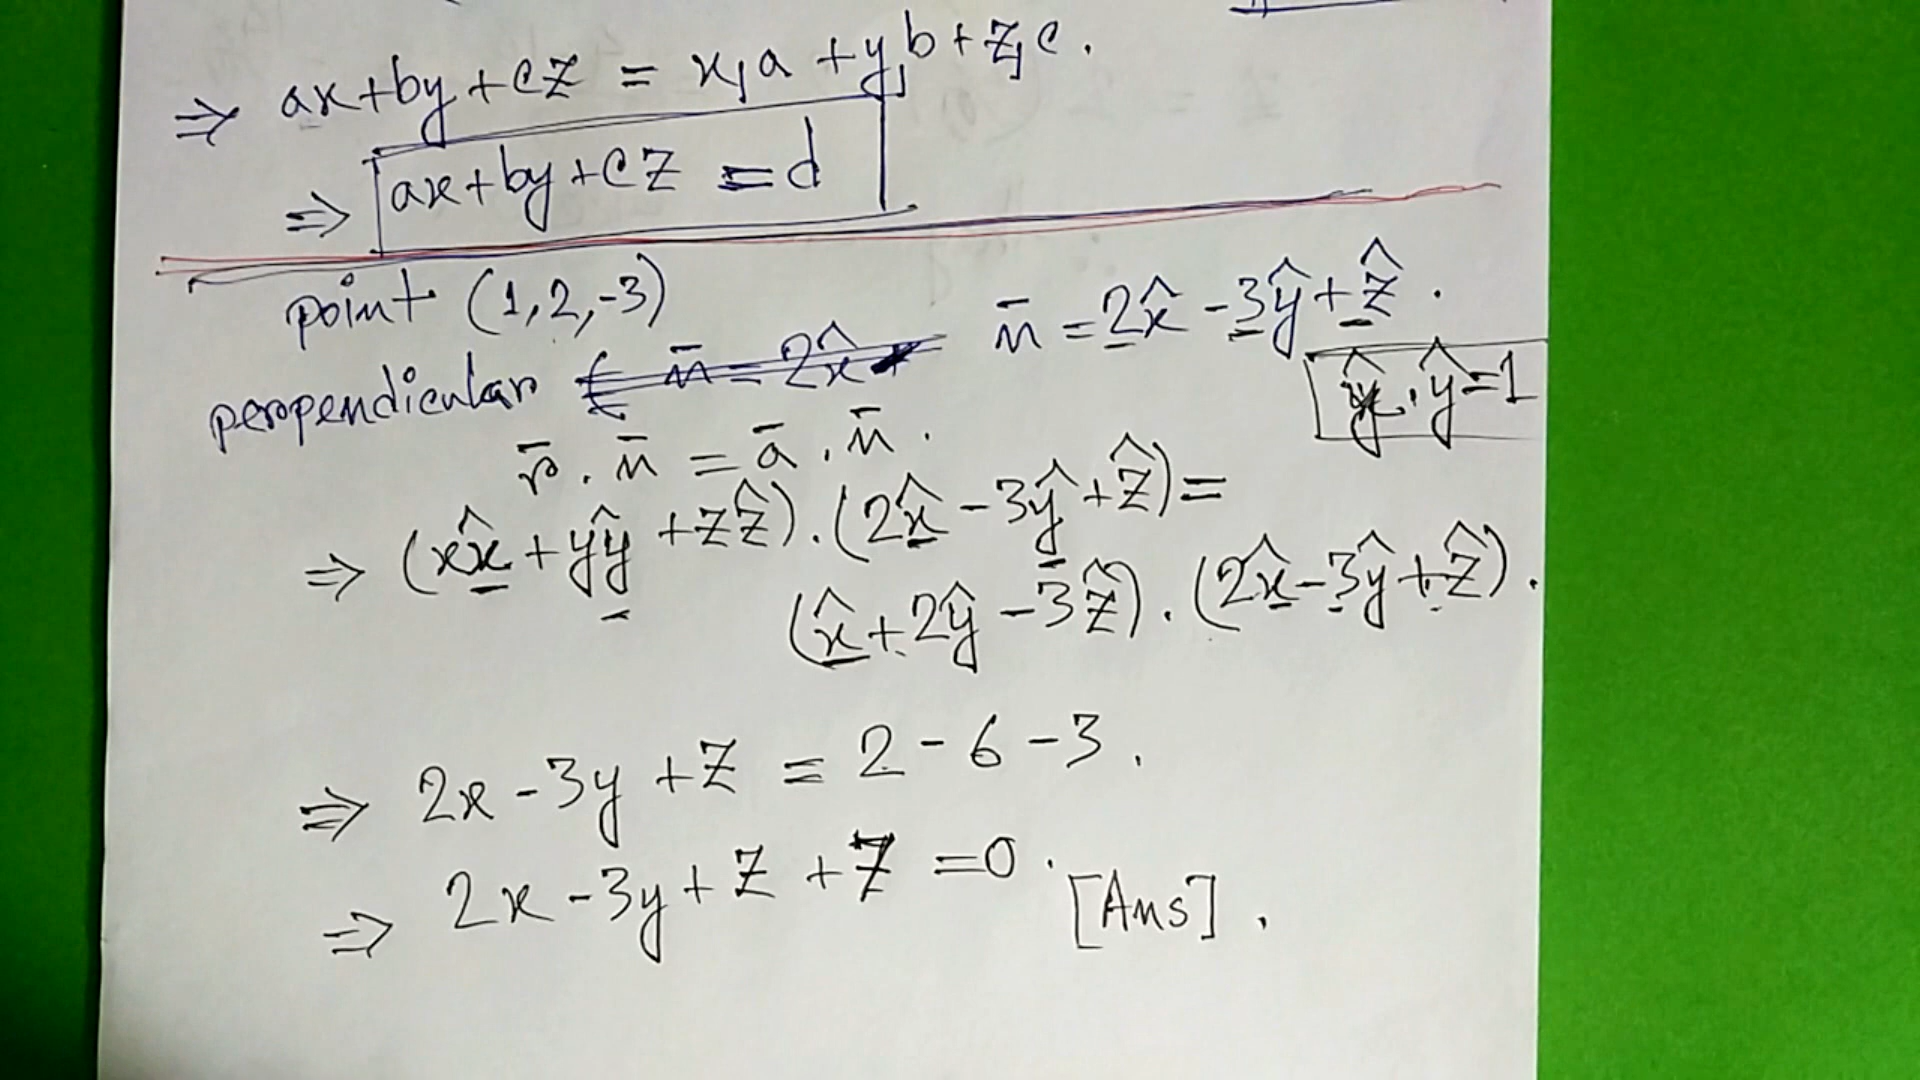 ⇒ ax+by+cz = x₁a + y₁b + z₁c.
⇒ ax+by+cz = d
point (1,2,-3)
n̄ = 2x̂ - 3ŷ + ẑ.
perpendicular n̄ = 2x̂
ŷ.ŷ=1
r̄.n̄ = ā.n̄.
⇒ (xx̂ + yŷ + zẑ).(2x̂ - 3ŷ + ẑ) =
(x̂ + 2ŷ - 3ẑ).(2x̂ - 3ŷ + ẑ).
⇒ 2x - 3y + z = 2 - 6 - 3.
⇒ 2x - 3y + z + 7 = 0. [Ans].